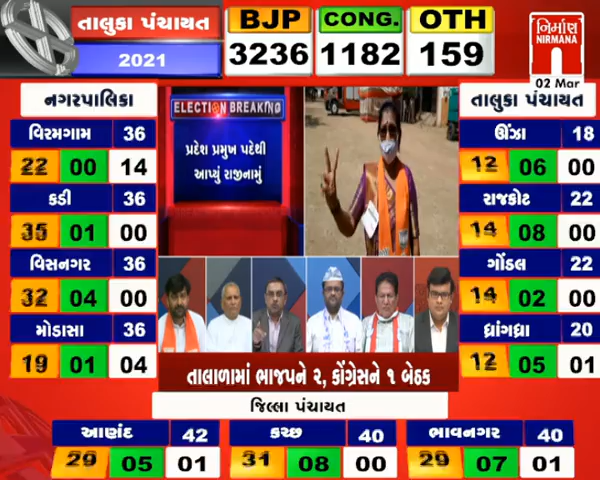 તાલુકા પંચાયત
2021
BJP CONG. OTH
3236 1182 159
નિર્માણ
NIRMANA
02 Mar
નગરપાલિકા
વિરમગામ 36
22 00 14
કડી 36
35 01 00
વિસનગર 36
32 04 00
મોડાસા 36
19 01 04
ELECTION BREAKING
પ્રદેશ પ્રમુખ પદેથી
આપ્યું રાજીનામું
તાલુકા પંચાયત
ઊંઝા 18
12 06 00
રાજકોટ 22
14 08 00
ગોંડલ 22
14 02 00
ધ્રાંગધ્રા 20
12 05 01
તાલાળામાં ભાજપને ૨, કોંગ્રેસને ૧ બેઠક
જિલ્લા પંચાયત
આણંદ 42
29 05 01
કચ્છ 40
31 08 00
ભાવનગર 40
29 07 01